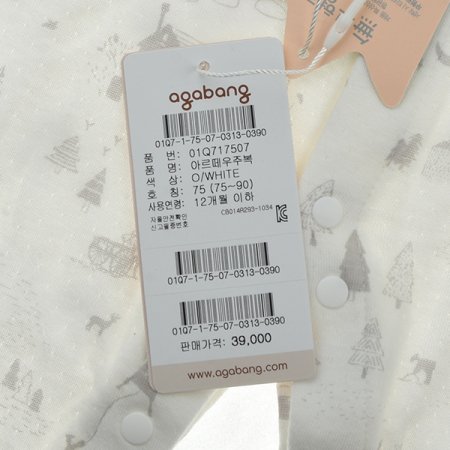 agabang
01Q7-1-75-07-0313-0390
품 번: 01Q717507
품 명: 아르떼우주복
색 상: O/WHITE
호 칭: 75 (75~90)
사용연령: 12개월 이하
자율안전확인
신고필증번호 CB014R293-1034
01Q7-1-75-07-0313-0390
01Q7-1-75-07-0313-0390
판매가격: 39,000
www.agabang.com